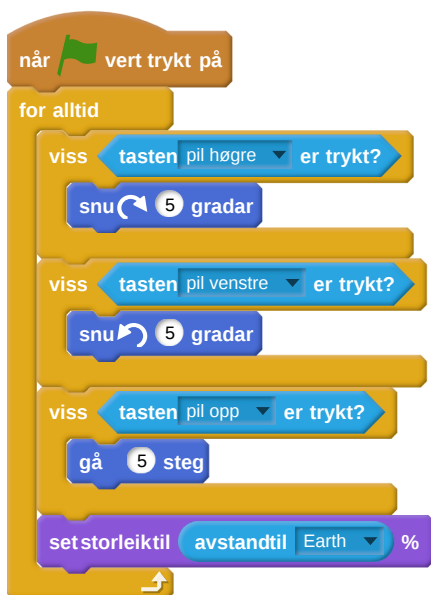 når vert trykt på
for alltid
viss tasten pil høgre er trykt?
snu 5 gradar
viss tasten pil venstre er trykt?
snu 5 gradar
viss tasten pil opp er trykt?
gå 5 steg
set storleik til avstand til Earth %